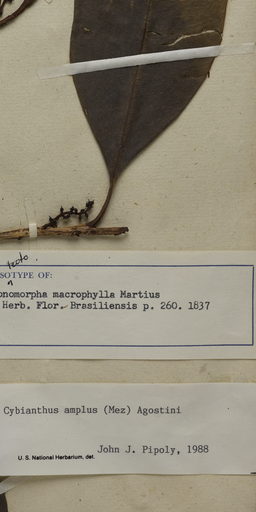 lecto.
^
SOTYPE OF:
onomorpha macrophylla Martius
Herb. Flor. Brasiliensis p. 260. 1837
Cybianthus amplus (Mez) Agostini
John J. Pipoly, 1988
U. S. National Herbarium, det.